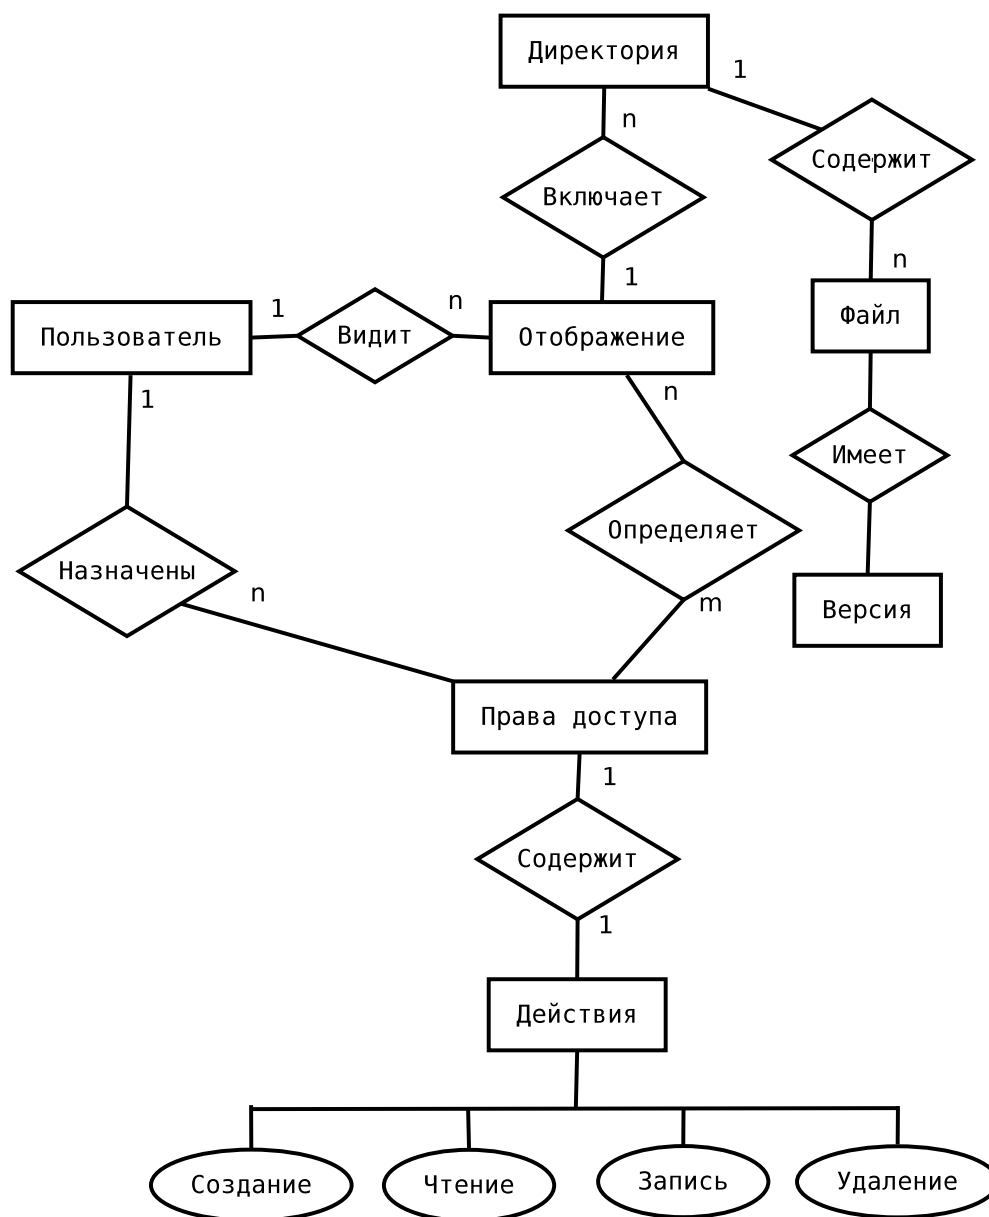 Директория
1
n
Содержит
Включает
1
n
Пользователь
1
Видит
n
Отображение
Файл
1
n
Имеет
Определяет
Назначены
n
m
Версия
Права доступа
1
Содержит
1
Действия
Создание
Чтение
Запись
Удаление